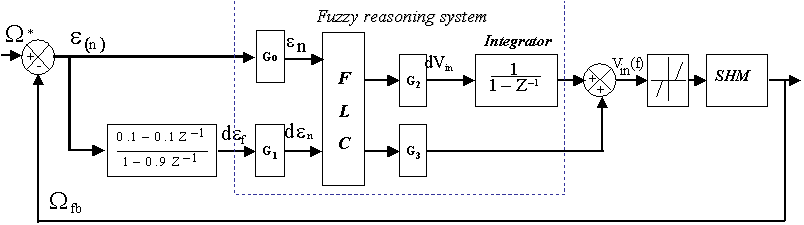 Fuzzy reasoning system
Ω*
+
-
ε(n)
G0
εn
F
L
C
G2
dVin
Integrator
1
1 – Z-1
+
+
Vin(f)
SHM
0.1 – 0.1 Z -1
1 – 0.9 Z -1
dεf
G1
dεn
G3
Ωfb